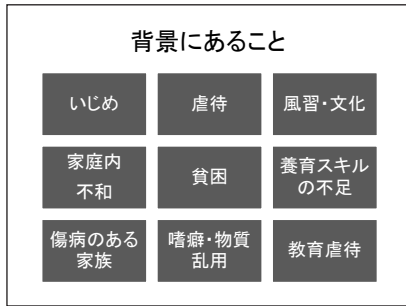 背景にあること
いじめ
虐待
風習・文化
家庭内
不和
貧困
養育スキル
の不足
傷病のある
家族
嗜癖・物質
乱用
教育虐待